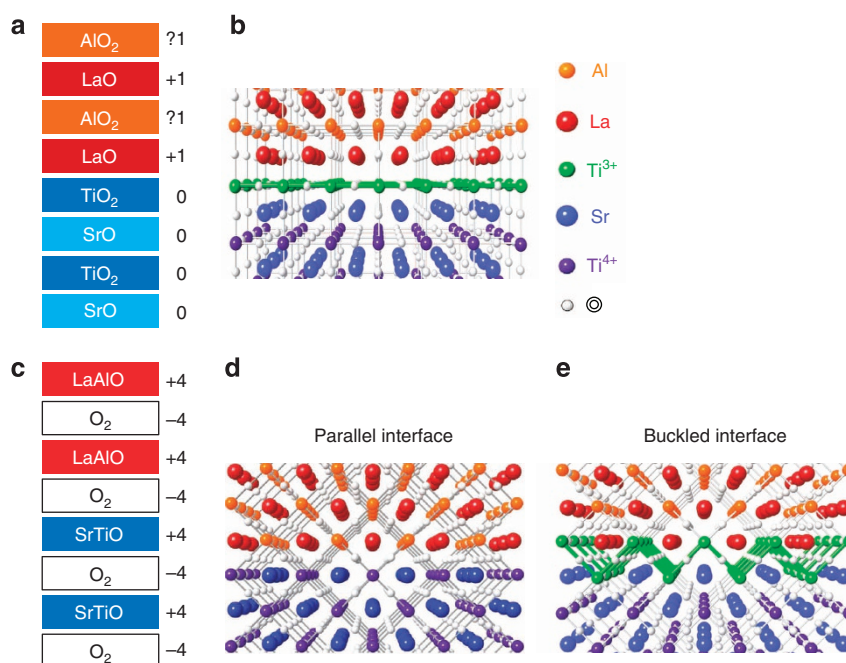 a
AlO₂ ?1
LaO +1
AlO₂ ?1
LaO +1
TiO₂ 0
SrO 0
TiO₂ 0
SrO 0
b
Al
La
Ti³⁺
Sr
Ti⁴⁺
c
LaAlO +4
O₂ –4
LaAlO +4
O₂ –4
SrTiO +4
O₂ –4
SrTiO +4
O₂ –4
d
Parallel interface
e
Buckled interface